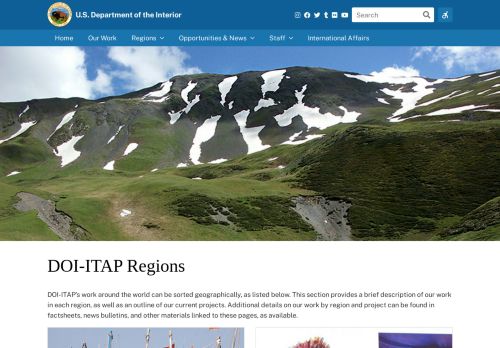 U.S. Department of the Interior
Search
Home Our Work Regions Opportunities & News Staff International Affairs
DOI-ITAP Regions
DOI-ITAP's work around the world can be sorted geographically, as listed below. This section provides a brief description of our work
in each region, as well as an outline of our current projects. Additional details on our work by region and project can be found in
factsheets, news bulletins, and other materials linked to these pages, as available.